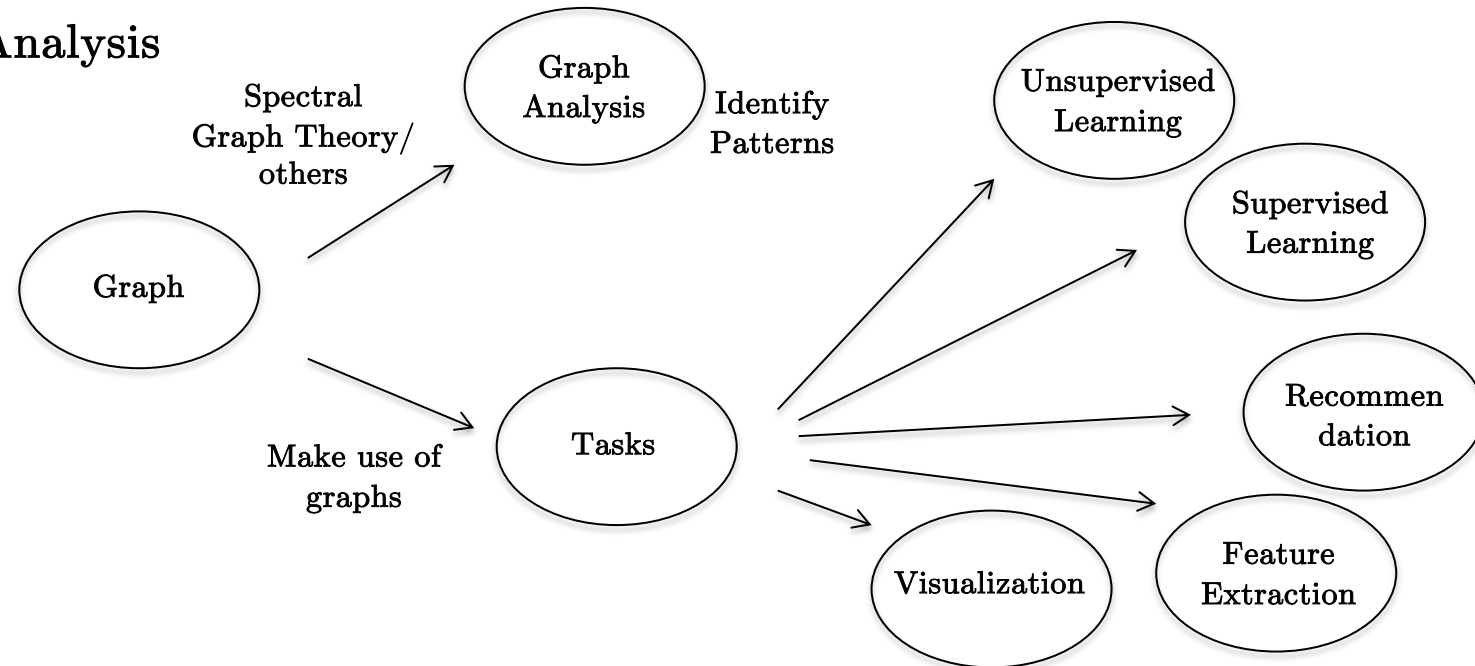 Analysis
Spectral
Graph Theory/
others
Graph
Analysis
Identify
Patterns
Graph
Make use of
graphs
Tasks
Unsupervised
Learning
Supervised
Learning
Recommen
dation
Feature
Extraction
Visualization